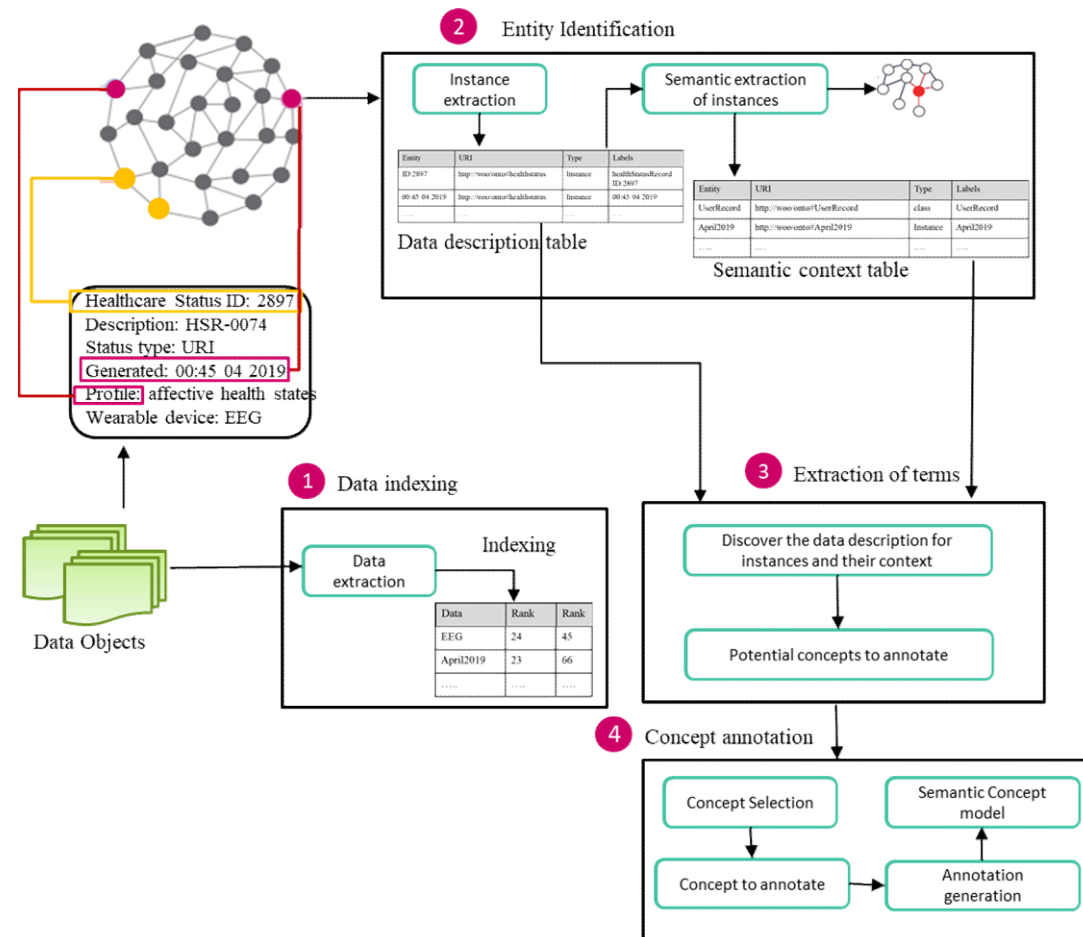 2 Entity Identification
Instance
extraction
Semantic extraction
of instances
Entity URI Type Labels
ID:2897 http://woo/onto#healthstatus. Instance healthStatusRecord
ID:2897
00:45 04 2019 http://woo/onto#healthstatus. Instance 00:45 04 2019
..... ..... .... ....
Data description table
Entity URI Type Labels
UserRecord http://woo/onto#UserRecord class UserRecord
April2019 http://woo/onto#April2019 Instance April2019
..... ..... .... ....
Semantic context table
Healthcare Status ID: 2897
Description: HSR-0074
Status type: URI
Generated: 00:45 04 2019
Profile: affective health states
Wearable device: EEG
1 Data indexing
Data
extraction
Indexing
Data Rank Rank
EEG 24 45
April2019 23 66
..... .... ....
Data Objects
3 Extraction of terms
Discover the data description for
instances and their context
Potential concepts to annotate
4 Concept annotation
Concept Selection
Concept to annotate
Semantic Concept
model
Annotation
generation